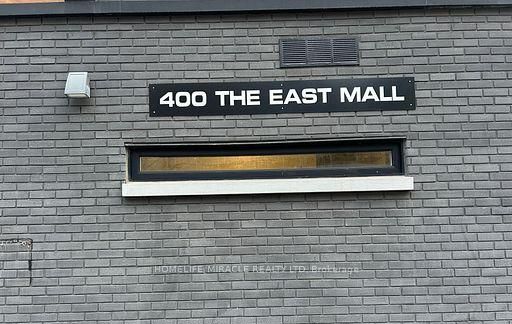 400 THE EAST MALL
HOMELIFE/MIRACLE REALTY LTD, Brokerage